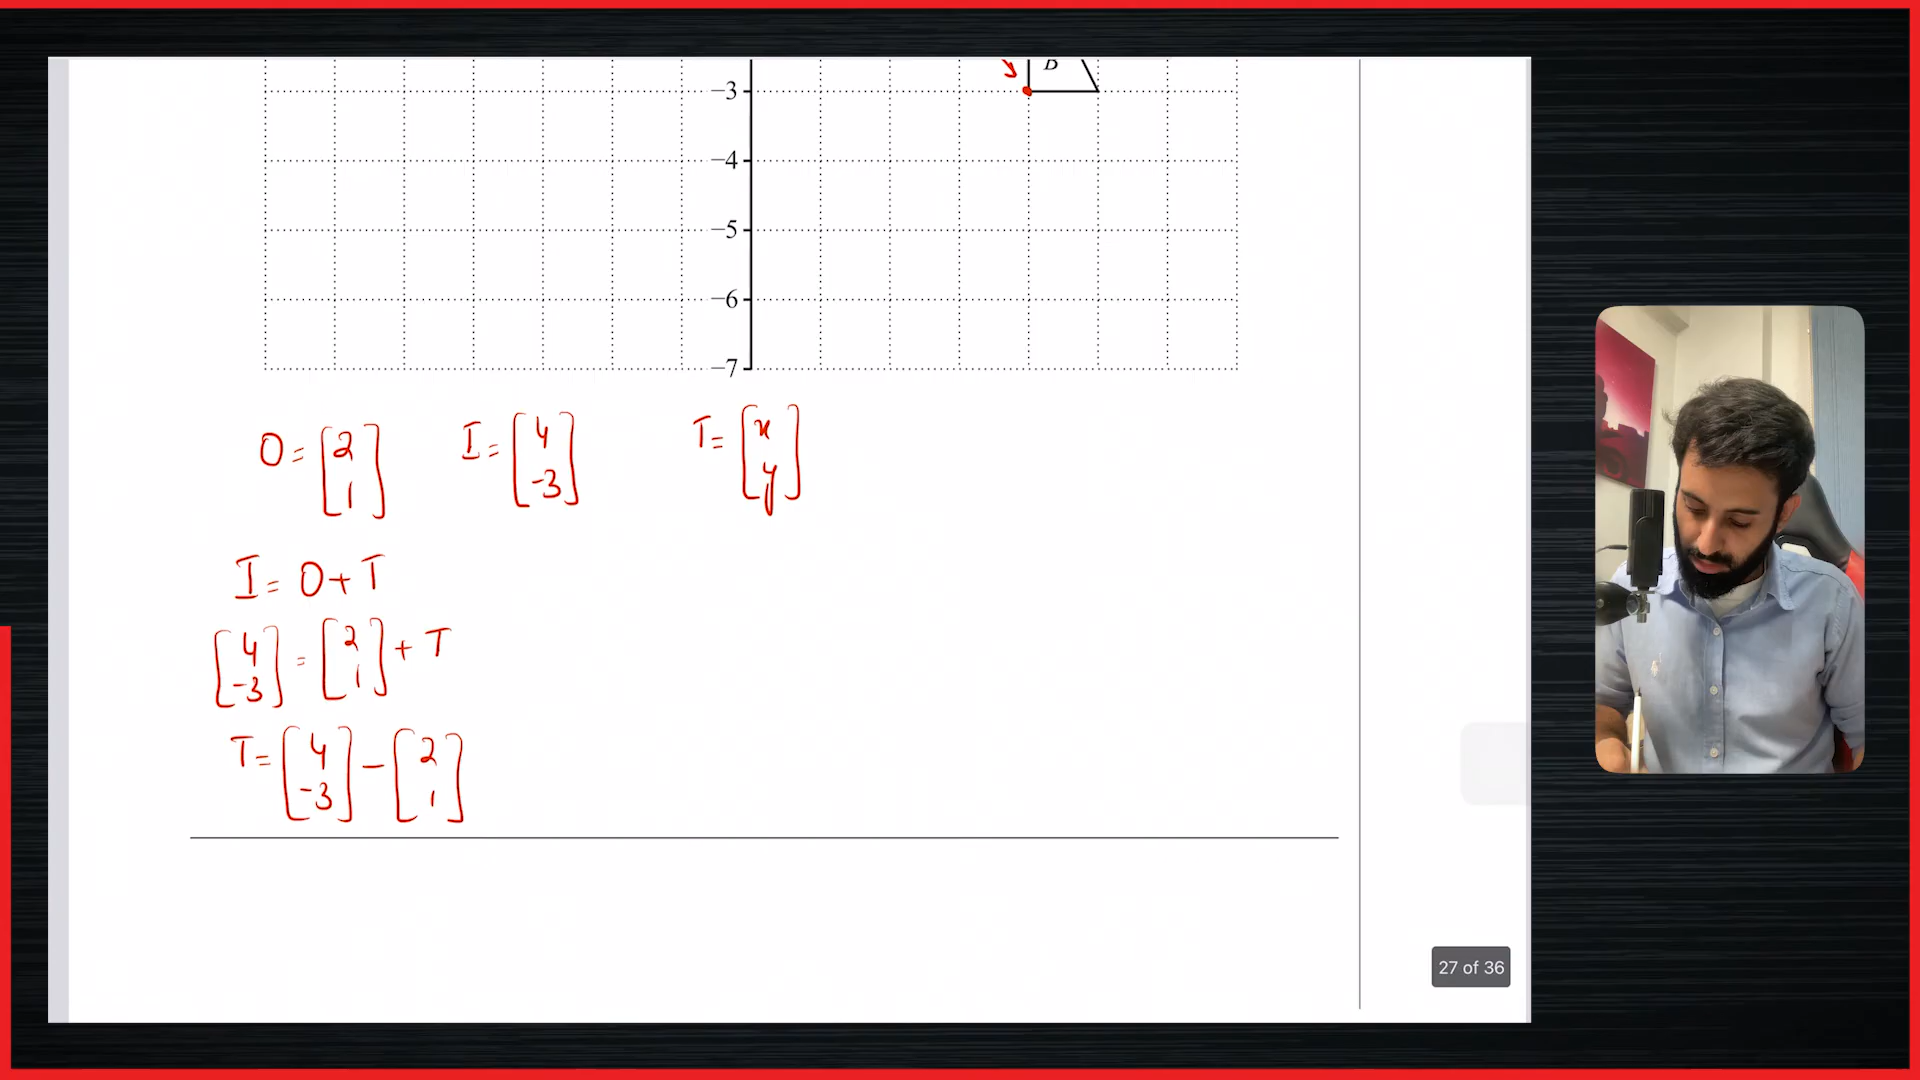 B
y
−3
−4
−5
−6
−7
O = [2 1] I = [4 -3] T = [x y]
I = O + T
[4 -3] = [2 1] + T
T = [4 -3] − [2 1]
27 of 36